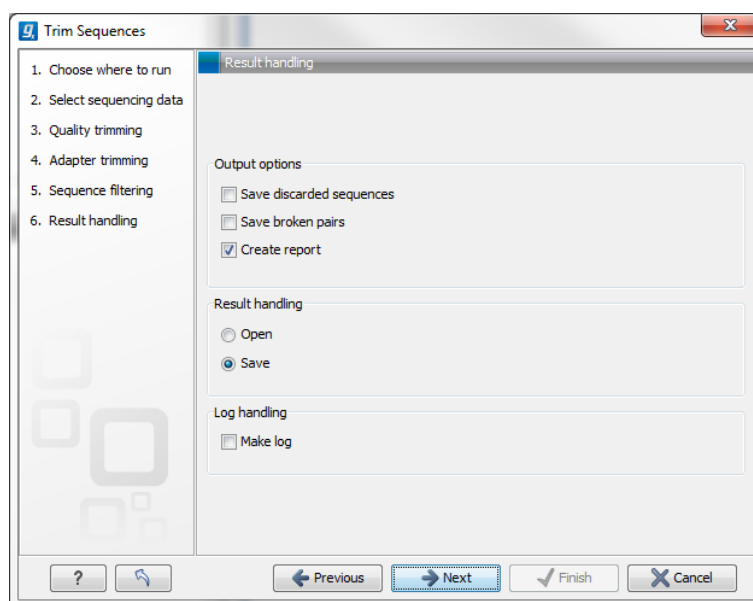 Trim Sequences
1. Choose where to run
2. Select sequencing data
3. Quality trimming
4. Adapter trimming
5. Sequence filtering
6. Result handling
Result handling
Output options
Save discarded sequences
Save broken pairs
Create report
Result handling
Open
Save
Log handling
Make log
?
Previous
Next
Finish
Cancel